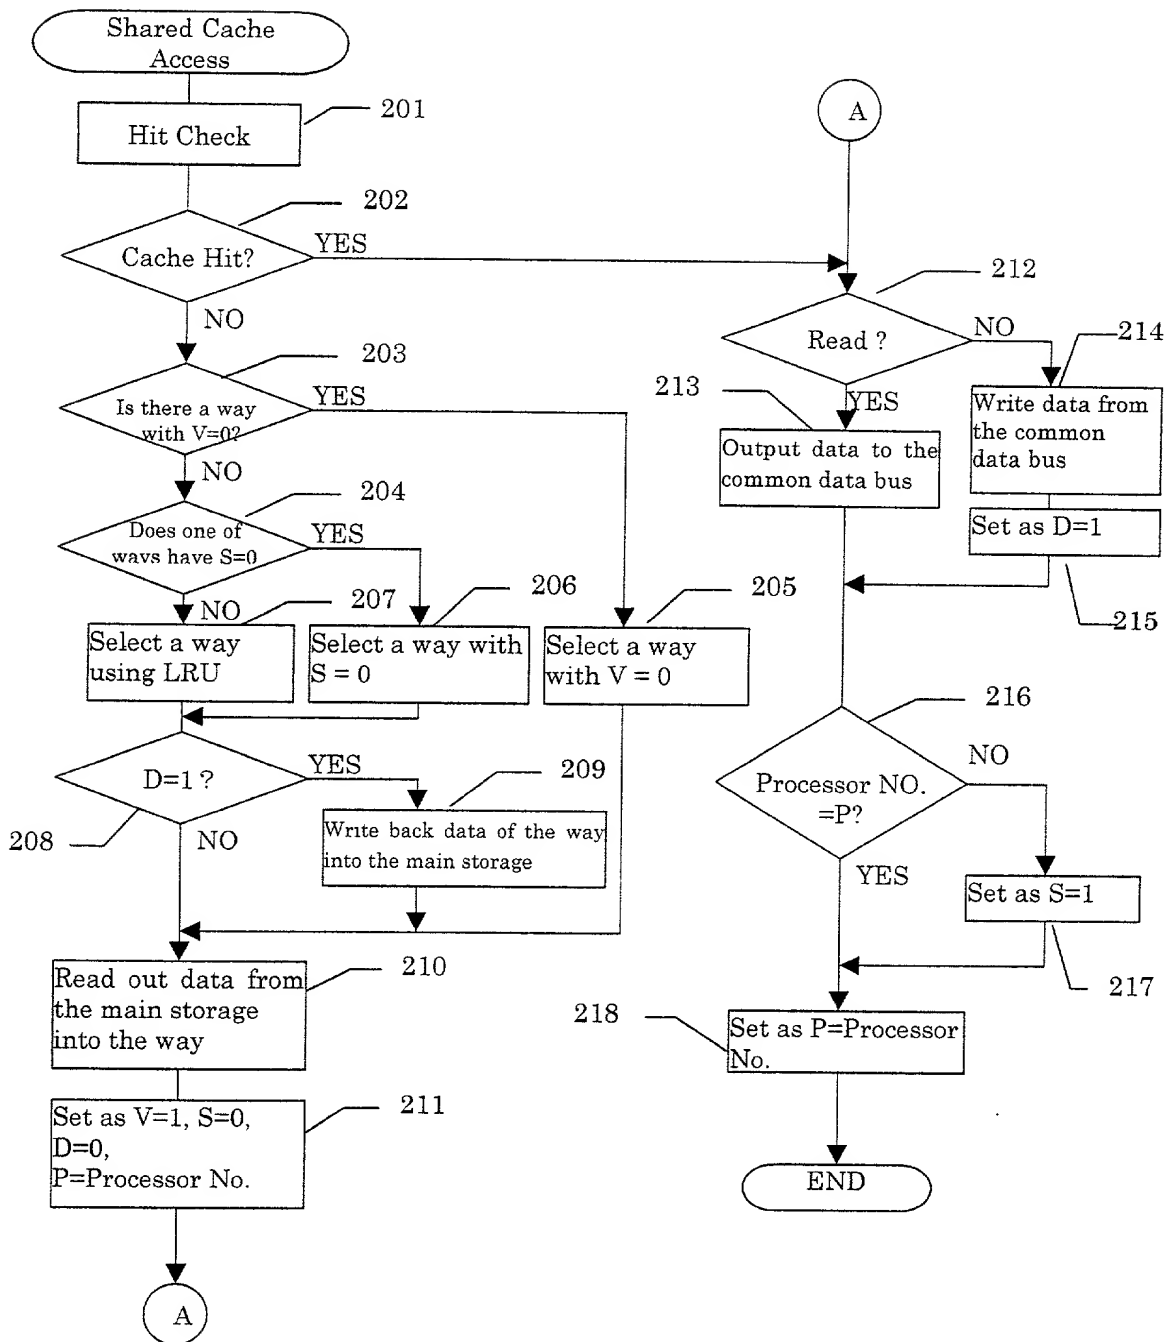 Shared Cache
Access
201
Hit Check
202
Cache Hit?
YES
NO
203
Is there a way
with V=0?
YES
NO
204
Does one of
wavs have S=0
YES
NO
207
Select a way
using LRU
206
Select a way with
S = 0
205
Select a way
with V = 0
D=1 ?
YES
208
NO
209
Write back data of the way
into the main storage
210
Read out data from
the main storage
into the way
211
Set as V=1, S=0,
D=0,
P=Processor No.
A
A
212
Read ?
NO
YES
213
Output data to the
common data bus
214
Write data from
the common
data bus
Set as D=1
215
216
Processor NO.
=P?
NO
YES
Set as S=1
217
218
Set as P=Processor
No.
END